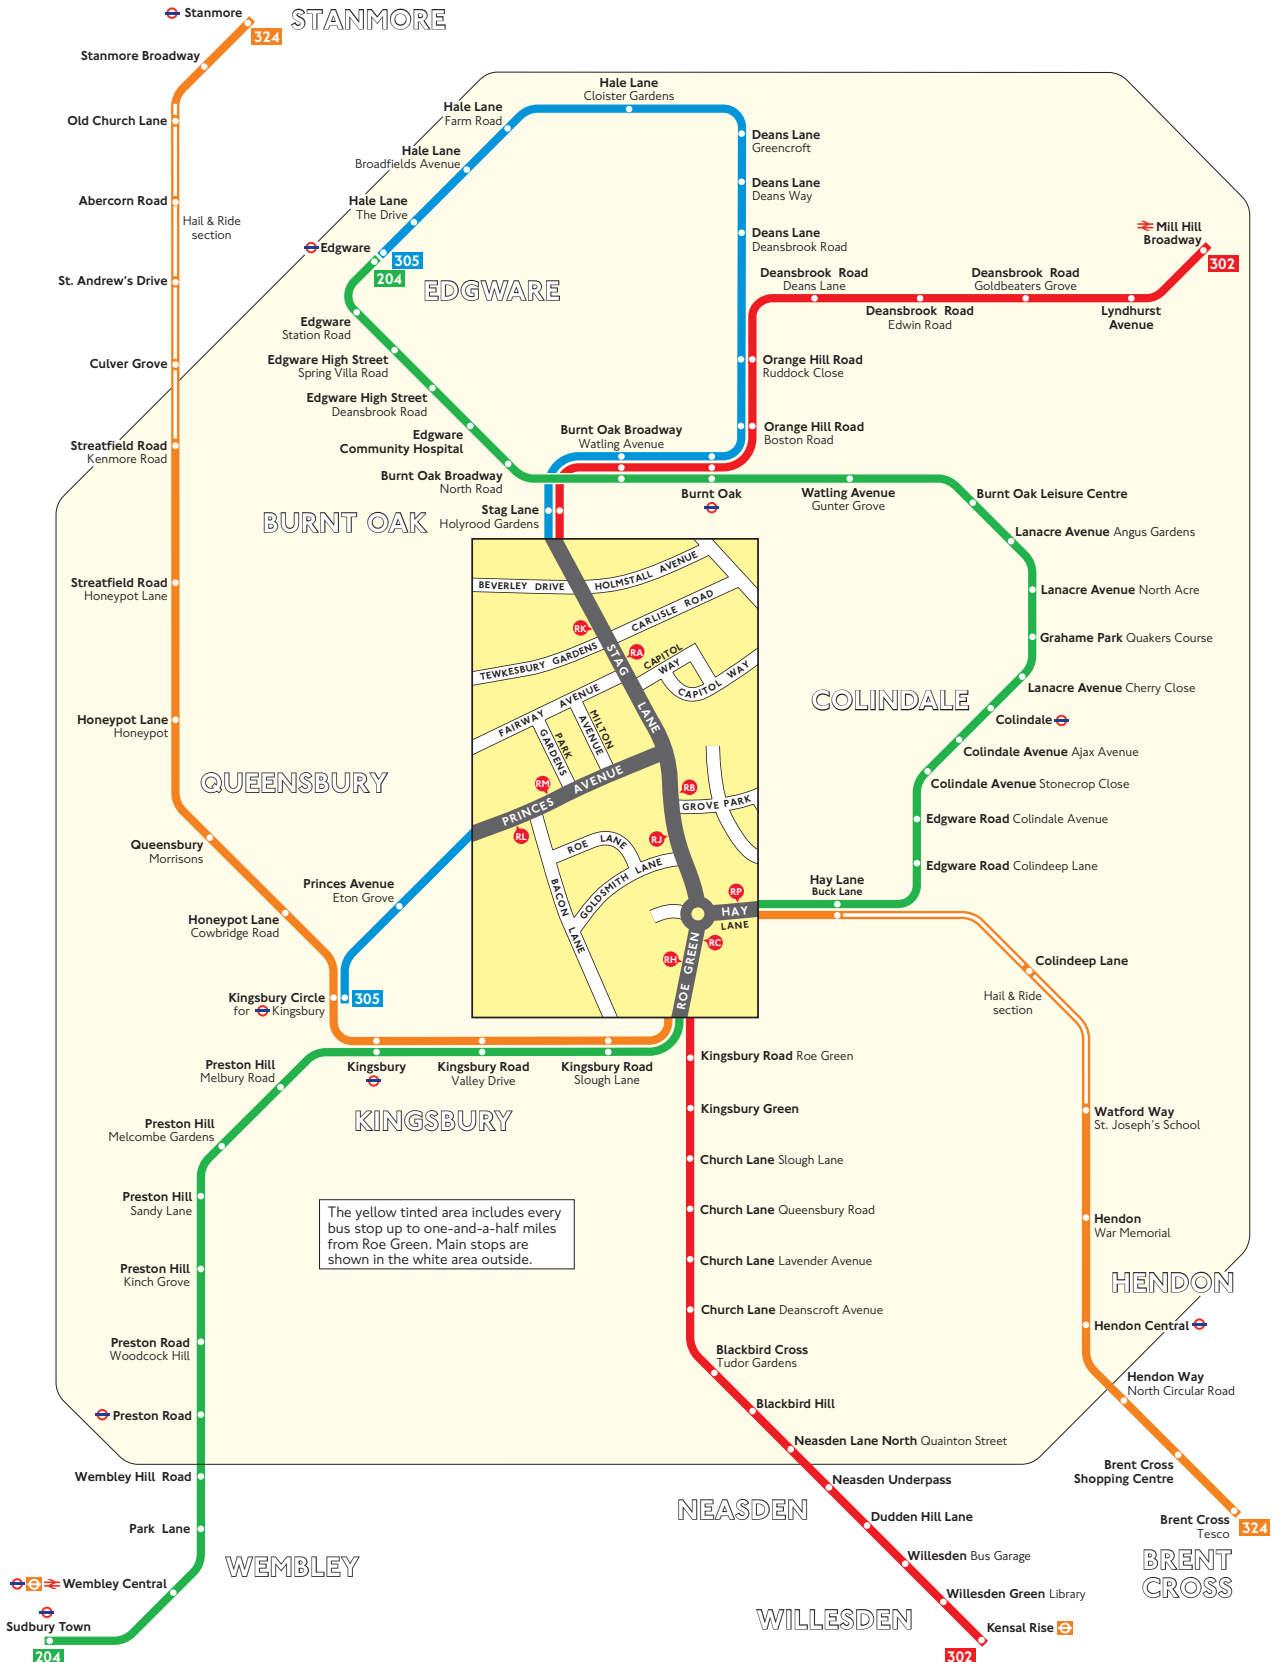 Stanmore
STANMORE
324
Stanmore Broadway
Old Church Lane
Abercorn Road
Hail & Ride
section
St. Andrew's Drive
Culver Grove
Streatfield Road
Kenmore Road
Streatfield Road
Honeypot Lane
Honeypot Lane
Honeypot
QUEENSBURY
Queensbury
Morrisons
Honeypot Lane
Cowbridge Road
Kingsbury Circle
for Kingsbury
305
Princes Avenue
Eton Grove
Hale Lane
Cloister Gardens
Hale Lane
Farm Road
Hale Lane
Broadfields Avenue
Hale Lane
The Drive
Edgware
305
204
EDGWARE
Deans Lane
Greencroft
Deans Lane
Deans Way
Deans Lane
Deansbrook Road
Mill Hill
Broadway
302
Deansbrook Road
Deans Lane
Deansbrook Road
Edwin Road
Deansbrook Road
Goldbeaters Grove
Lyndhurst
Avenue
Orange Hill Road
Ruddock Close
Orange Hill Road
Boston Road
Edgware
Station Road
Edgware High Street
Spring Villa Road
Edgware High Street
Deansbrook Road
Edgware
Community Hospital
Burnt Oak Broadway
North Road
Burnt Oak Broadway
Watling Avenue
Burnt Oak
Watling Avenue
Gunter Grove
Burnt Oak Leisure Centre
BURNT OAK
Stag Lane
Holyrood Gardens
Lanacre Avenue Angus Gardens
Lanacre Avenue North Acre
Grahame Park Quakers Course
Lanacre Avenue Cherry Close
COLINDALE
Colindale
Colindale Avenue Ajax Avenue
Colindale Avenue Stonecrop Close
Edgware Road Colindale Avenue
Edgware Road Colindeep Lane
Hay Lane
Buck Lane
BEVERLEY DRIVE
HOLMSTALL AVENUE
RK
CARLISLE ROAD
TEWKESBURY GARDENS
STAG LANE
RA
CAPITOL
WAY
CAPITOL WAY
FAIRWAY AVENUE
MILTON
AVENUE
PARK
GARDENS
RM
PRINCES AVENUE
RL
RB
GROVE PARK
RJ
ROE LANE
GOLDSMITH LANE
BACON LANE
RP
HAY
LANE
RC
RH
ROE GREEN
Colindeep Lane
Hail & Ride
section
Watford Way
St. Joseph's School
Hendon
War Memorial
HENDON
Hendon Central
Hendon Way
North Circular Road
Brent Cross
Shopping Centre
Brent Cross
Tesco
324
BRENT
CROSS
Kingsbury
Kingsbury Road
Valley Drive
Kingsbury Road
Slough Lane
KINGSBURY
Preston Hill
Melbury Road
Preston Hill
Melcombe Gardens
Preston Hill
Sandy Lane
Preston Hill
Kinch Grove
Preston Road
Woodcock Hill
Preston Road
Wembley Hill Road
Park Lane
WEMBLEY
Wembley Central
Sudbury Town
204
The yellow tinted area includes every
bus stop up to one-and-a-half miles
from Roe Green. Main stops are
shown in the white area outside.
Kingsbury Road Roe Green
Kingsbury Green
Church Lane Slough Lane
Church Lane Queensbury Road
Church Lane Lavender Avenue
Church Lane Deanscroft Avenue
Blackbird Cross
Tudor Gardens
Blackbird Hill
Neasden Lane North Quainton Street
Neasden Underpass
NEASDEN
Dudden Hill Lane
Willesden Bus Garage
Willesden Green Library
WILLESDEN
Kensal Rise
302